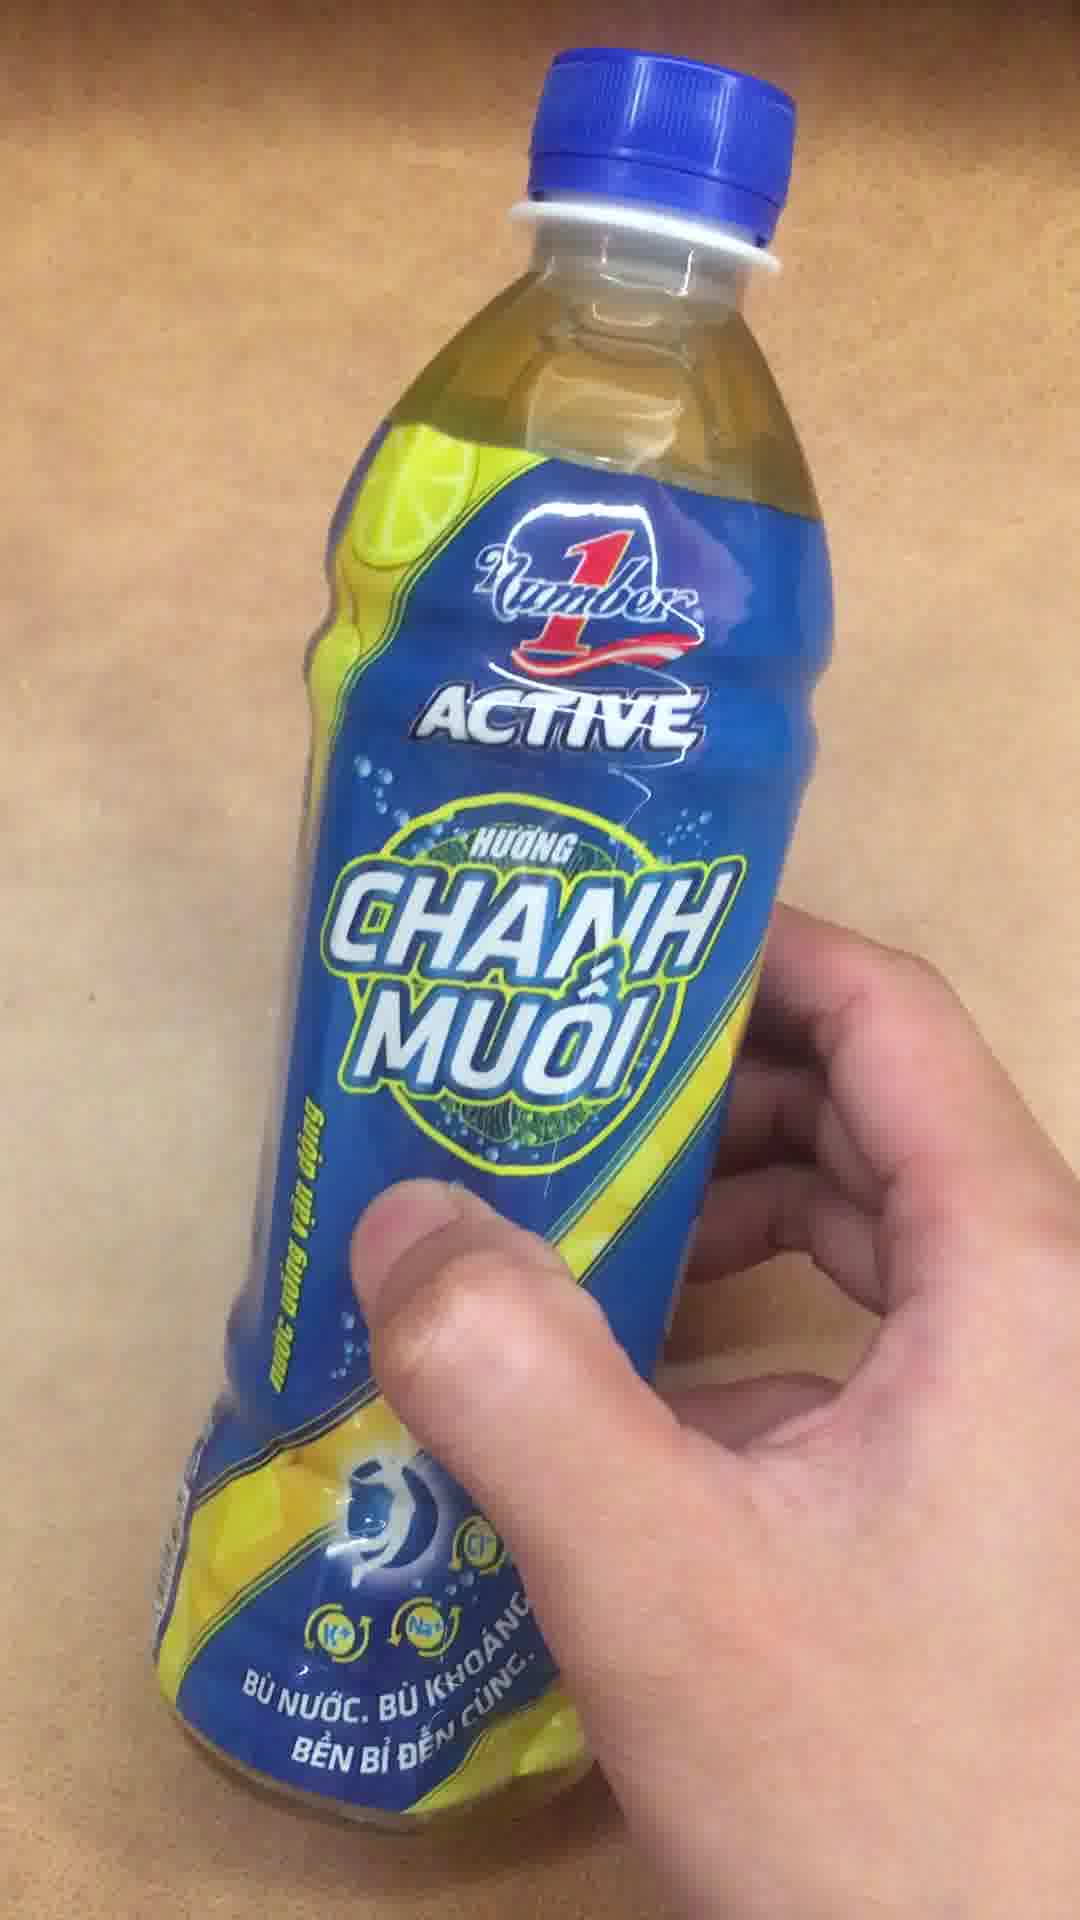 Number 1
ACTIVE
HƯƠNG
CHANH
MUỐI
nước uống vận động
Cl-
K+
Na+
BÙ NƯỚC. BÙ KHOÁNG.
BỀN BỈ ĐẾN CÙNG.